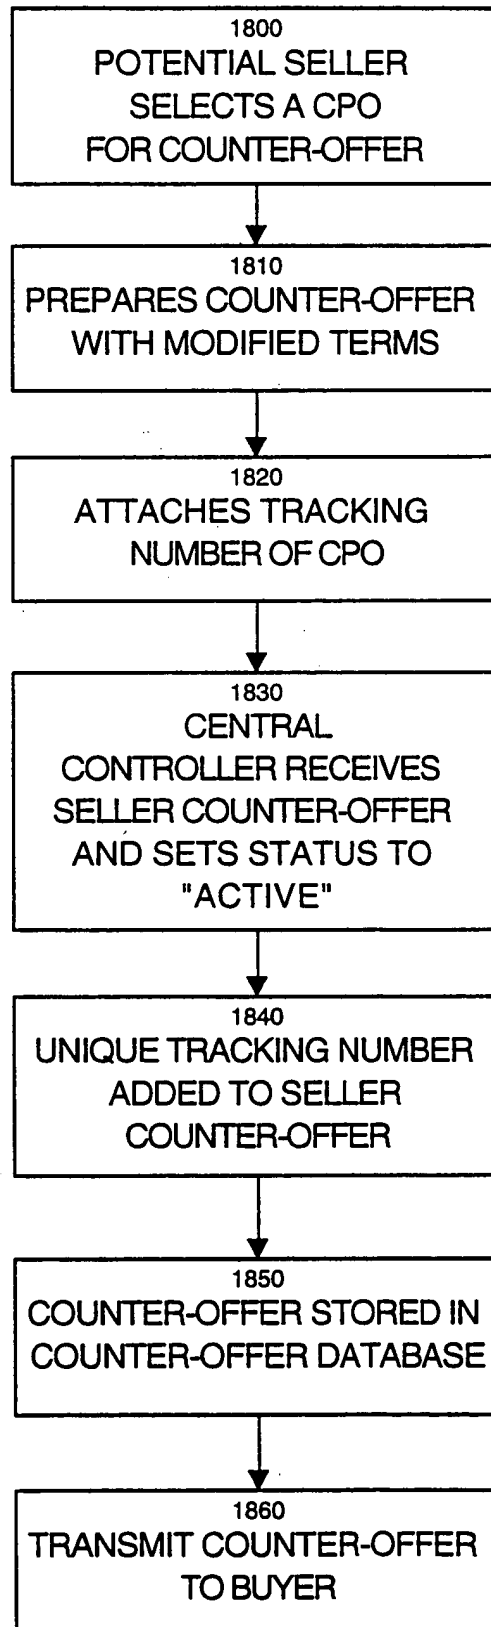 1800
POTENTIAL SELLER
SELECTS A CPO
FOR COUNTER-OFFER
1810
PREPARES COUNTER-OFFER
WITH MODIFIED TERMS
1820
ATTACHES TRACKING
NUMBER OF CPO
1830
CENTRAL
CONTROLLER RECEIVES
SELLER COUNTER-OFFER
AND SETS STATUS TO
"ACTIVE"
1840
UNIQUE TRACKING NUMBER
ADDED TO SELLER
COUNTER-OFFER
1850
COUNTER-OFFER STORED IN
COUNTER-OFFER DATABASE
1860
TRANSMIT COUNTER-OFFER
TO BUYER